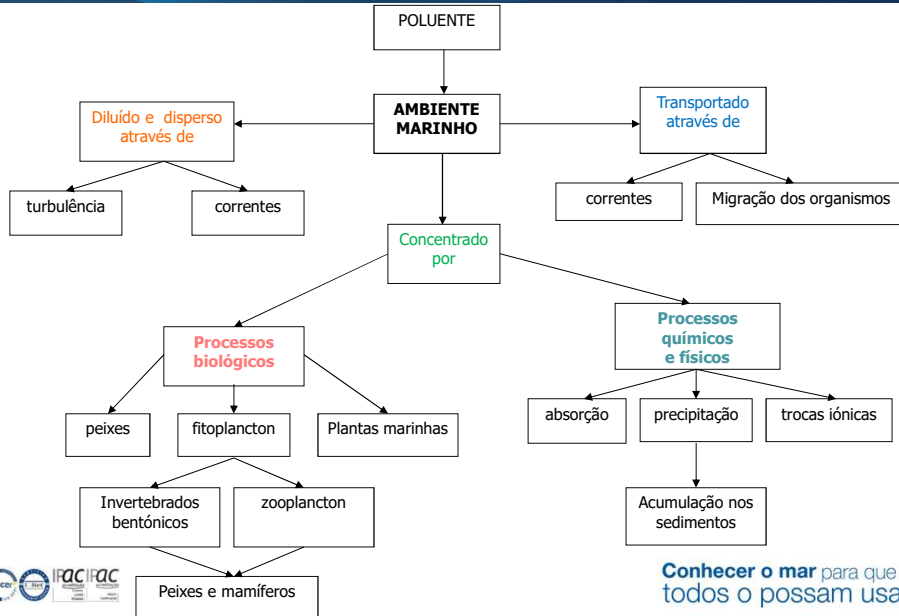 POLUENTE
AMBIENTE
MARINHO
Diluído e disperso
através de
Transportado
através de
turbulência
correntes
correntes
Migração dos organismos
Concentrado
por
Processos
biológicos
Processos
químicos
e físicos
peixes
fitoplancton
Plantas marinhas
absorção
precipitação
trocas iónicas
Invertebrados
bentónicos
zooplancton
Acumulação nos
sedimentos
Peixes e mamíferos
cer
Net
IPac IPac
Conhecer o mar para que
todos o possam usa